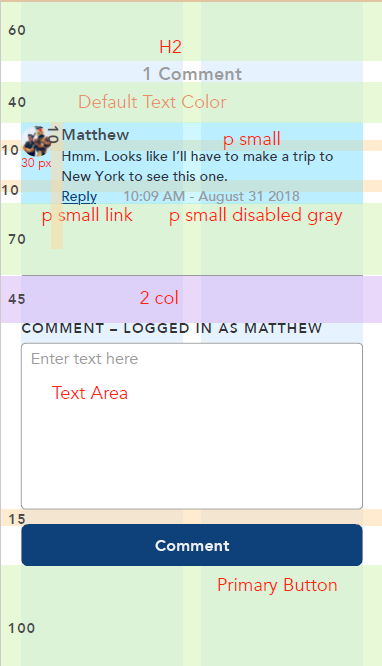 60
H2
1 Comment
40
Default Text Color
10
Matthew
p small
10
30 px
Hmm. Looks like I’ll have to make a trip to
New York to see this one.
10
Reply 10:09 AM - August 31 2018
p small link p small disabled gray
70
45
2 col
COMMENT – LOGGED IN AS MATTHEW
Enter text here
Text Area
15
Comment
Primary Button
100